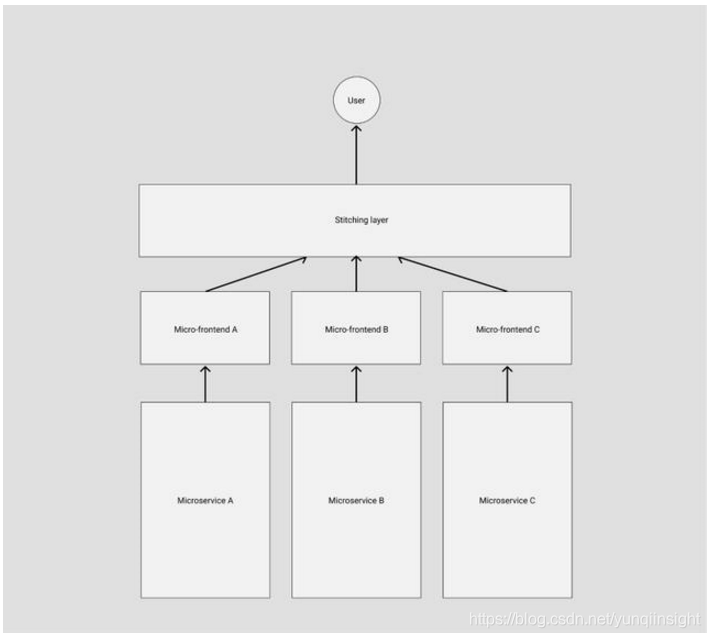 User
Stitching layer
Micro-frontend A
Micro-frontend B
Micro-frontend C
Microservice A
Microservice B
Microservice C
https://blog.csdn.net/yunqiinsight